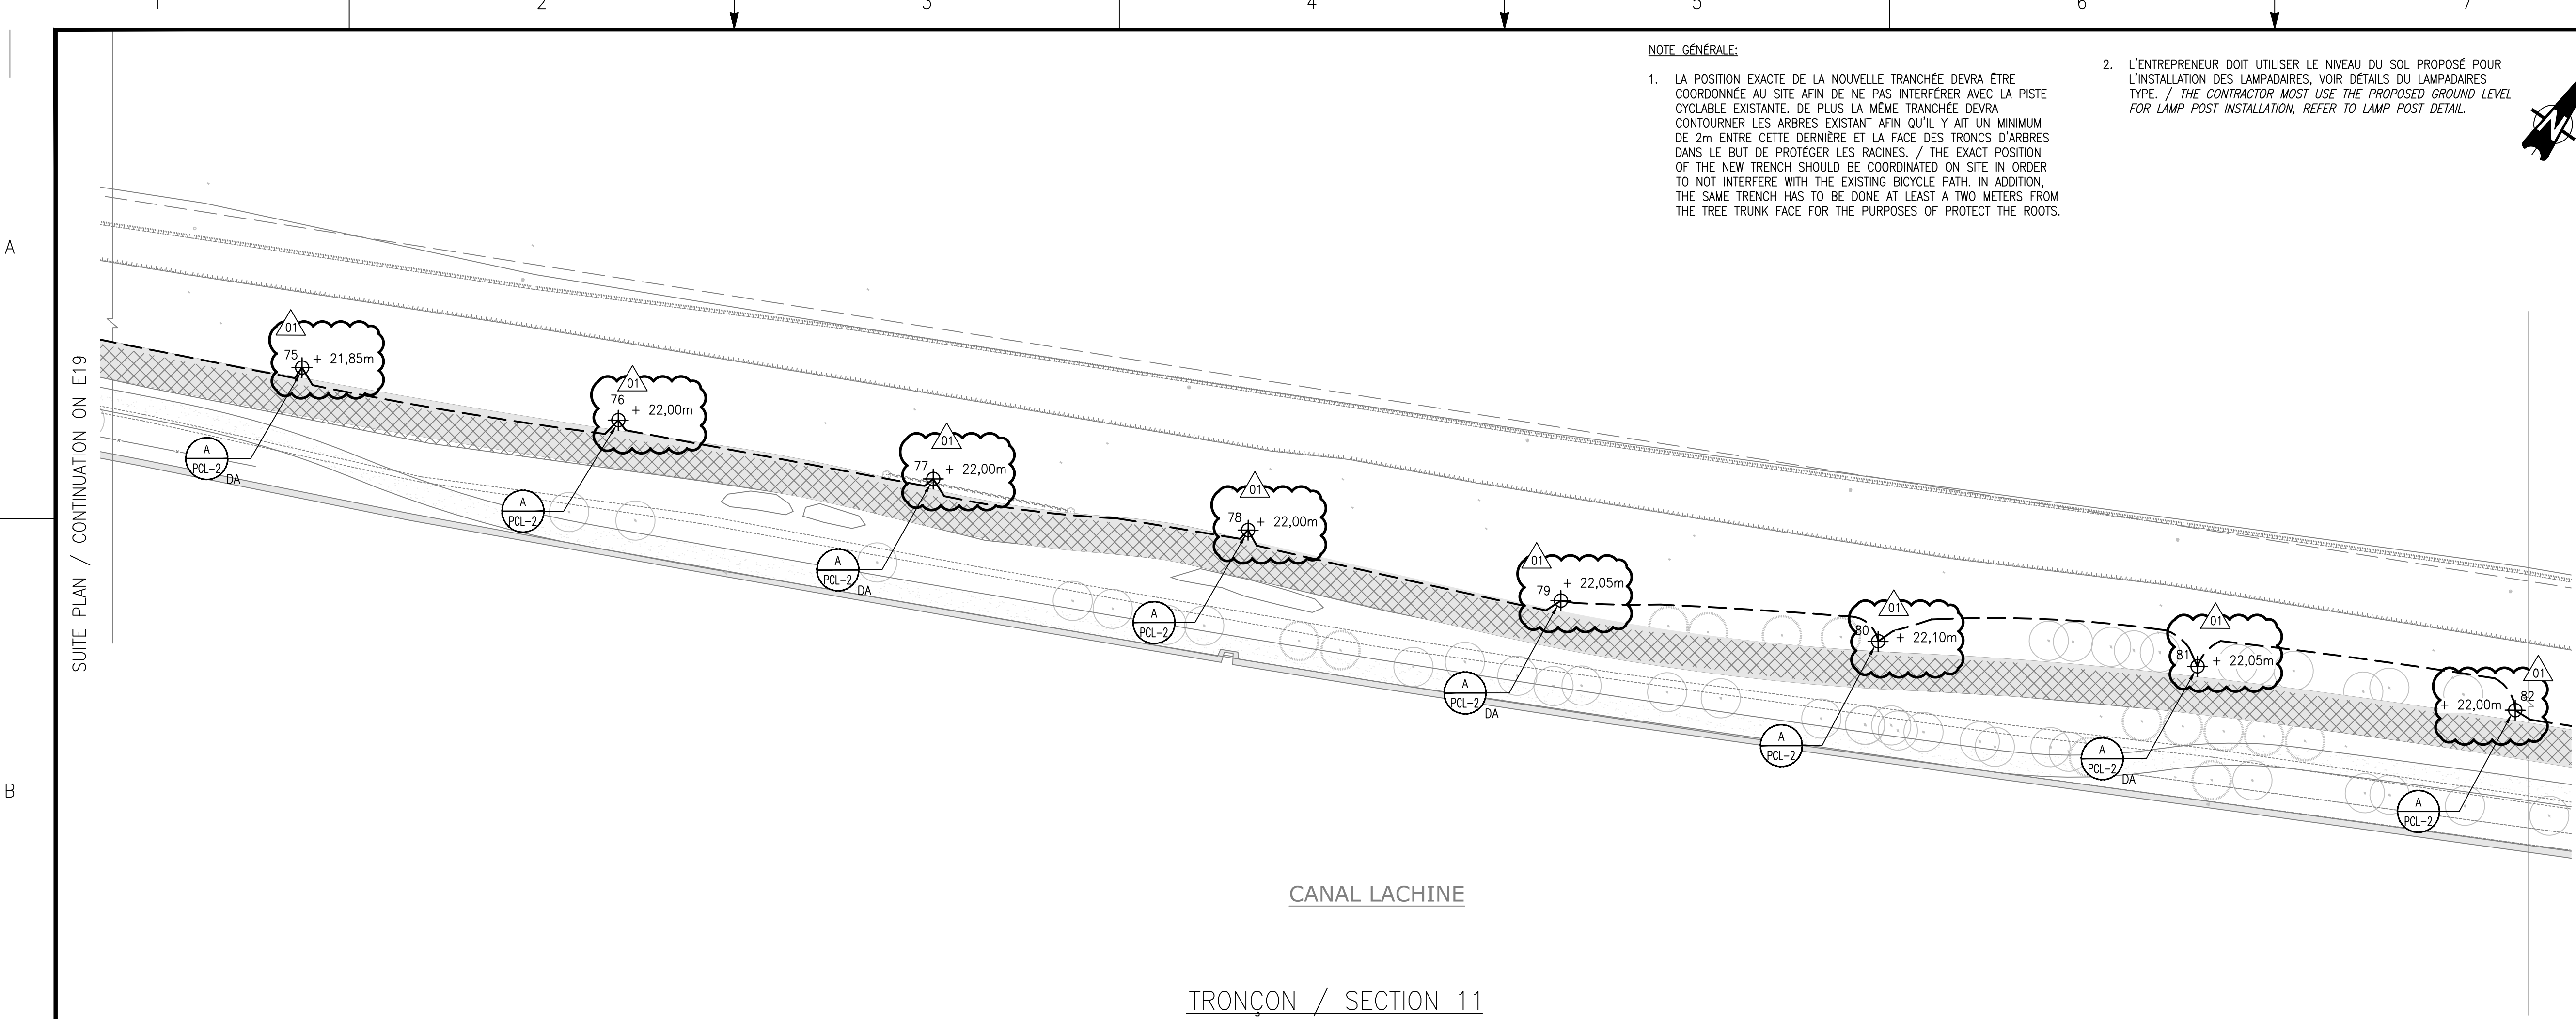 1 2 3 4 5 6 7
NOTE GÉNÉRALE:
1. LA POSITION EXACTE DE LA NOUVELLE TRANCHÉE DEVRA ÊTRE
COORDONNÉE AU SITE AFIN DE NE PAS INTERFÉRER AVEC LA PISTE
CYCLABLE EXISTANTE. DE PLUS LA MÊME TRANCHÉE DEVRA
CONTOURNER LES ARBRES EXISTANT AFIN QU'IL Y AIT UN MINIMUM
DE 2m ENTRE CETTE DERNIÈRE ET LA FACE DES TRONCS D'ARBRES
DANS LE BUT DE PROTÉGER LES RACINES. / THE EXACT POSITION
OF THE NEW TRENCH SHOULD BE COORDINATED ON SITE IN ORDER
TO NOT INTERFERE WITH THE EXISTING BICYCLE PATH. IN ADDITION,
THE SAME TRENCH HAS TO BE DONE AT LEAST A TWO METERS FROM
THE TREE TRUNK FACE FOR THE PURPOSES OF PROTECT THE ROOTS.
2. L'ENTREPRENEUR DOIT UTILISER LE NIVEAU DU SOL PROPOSÉ POUR
L'INSTALLATION DES LAMPADAIRES, VOIR DÉTAILS DU LAMPADAIRES
TYPE. / THE CONTRACTOR MOST USE THE PROPOSED GROUND LEVEL
FOR LAMP POST INSTALLATION, REFER TO LAMP POST DETAIL.
N
A
B
SUITE PLAN / CONTINUATION ON E19
01
75 + 21,85m
A
PCL-2
DA
01
76
+ 22,00m
A
PCL-2
01
77 + 22,00m
A
PCL-2
DA
01
78 + 22,00m
A
PCL-2
01
79 + 22,05m
A
PCL-2
DA
01
80 + 22,10m
A
PCL-2
01
81 + 22,05m
A
PCL-2
DA
01
82
+ 22,00m
A
PCL-2
CANAL LACHINE
TRONÇON / SECTION 11